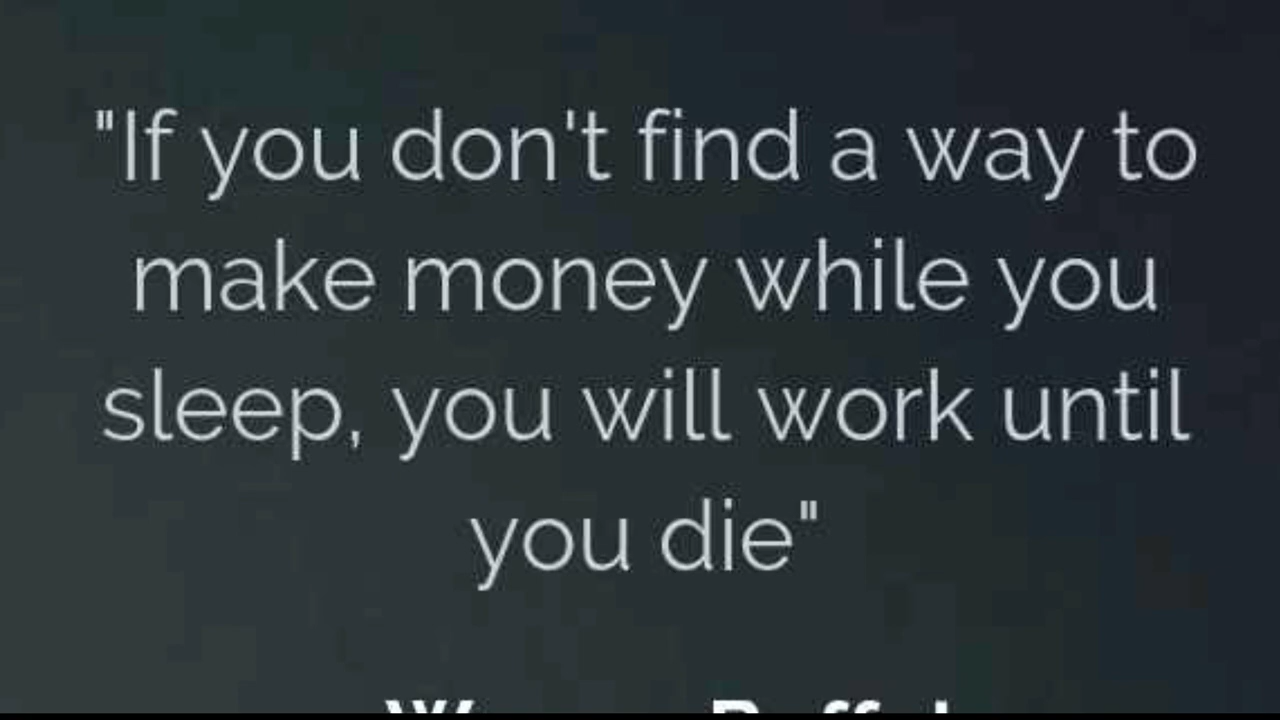 "If you don't find a way to
make money while you
sleep, you will work until
you die"